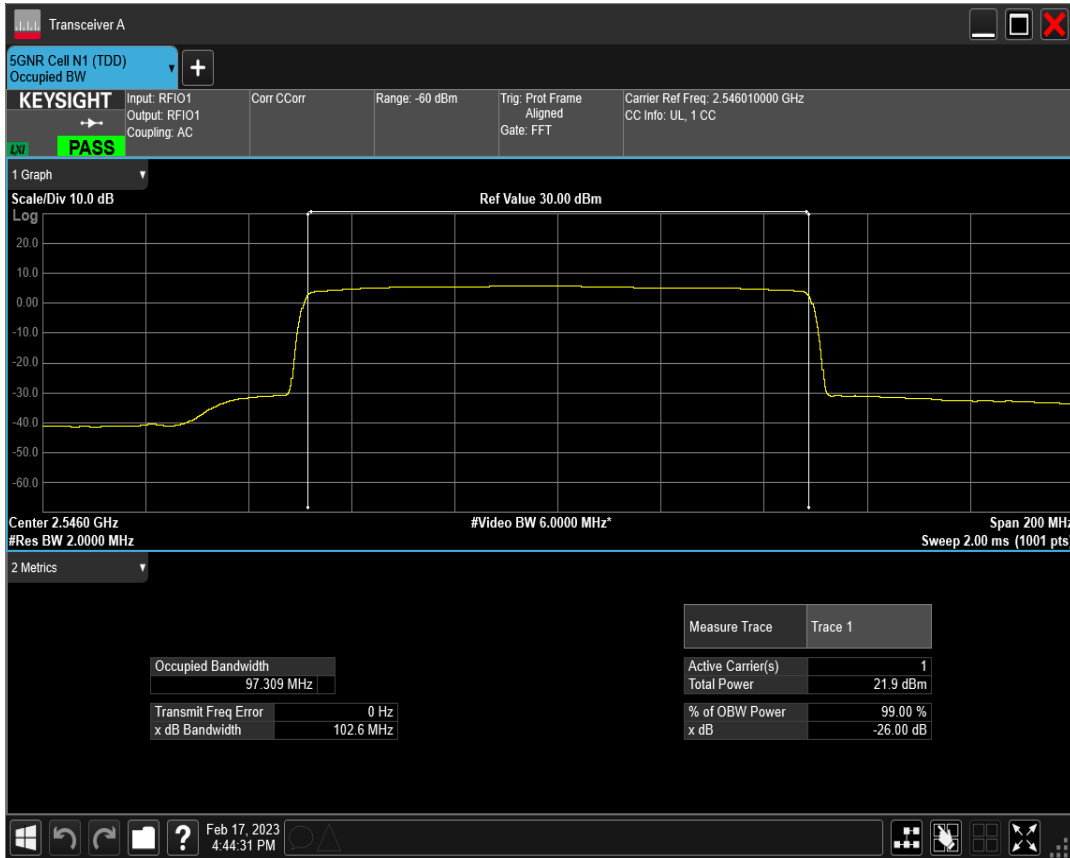 Transceiver A
5GNR Cell N1 (TDD)
Occupied BW
+
KEYSIGHT
LXI
PASS
Input: RFIO1
Output: RFIO1
Coupling: AC
Corr CCorr
Range: -60 dBm
Trig: Prot Frame
Aligned
Gate: FFT
Carrier Ref Freq: 2.546010000 GHz
CC Info: UL, 1 CC
1 Graph
Scale/Div 10.0 dB
Ref Value 30.00 dBm
Log
20.0
10.0
0.00
-10.0
-20.0
-30.0
-40.0
-50.0
-60.0
Center 2.5460 GHz
#Video BW 6.0000 MHz*
Span 200 MHz
#Res BW 2.0000 MHz
Sweep 2.00 ms (1001 pts)
2 Metrics
Measure Trace Trace 1
Occupied Bandwidth
97.309 MHz
Active Carrier(s) 1
Total Power 21.9 dBm
Transmit Freq Error 0 Hz
x dB Bandwidth 102.6 MHz
% of OBW Power 99.00 %
x dB -26.00 dB
?
Feb 17, 2023
4:44:31 PM